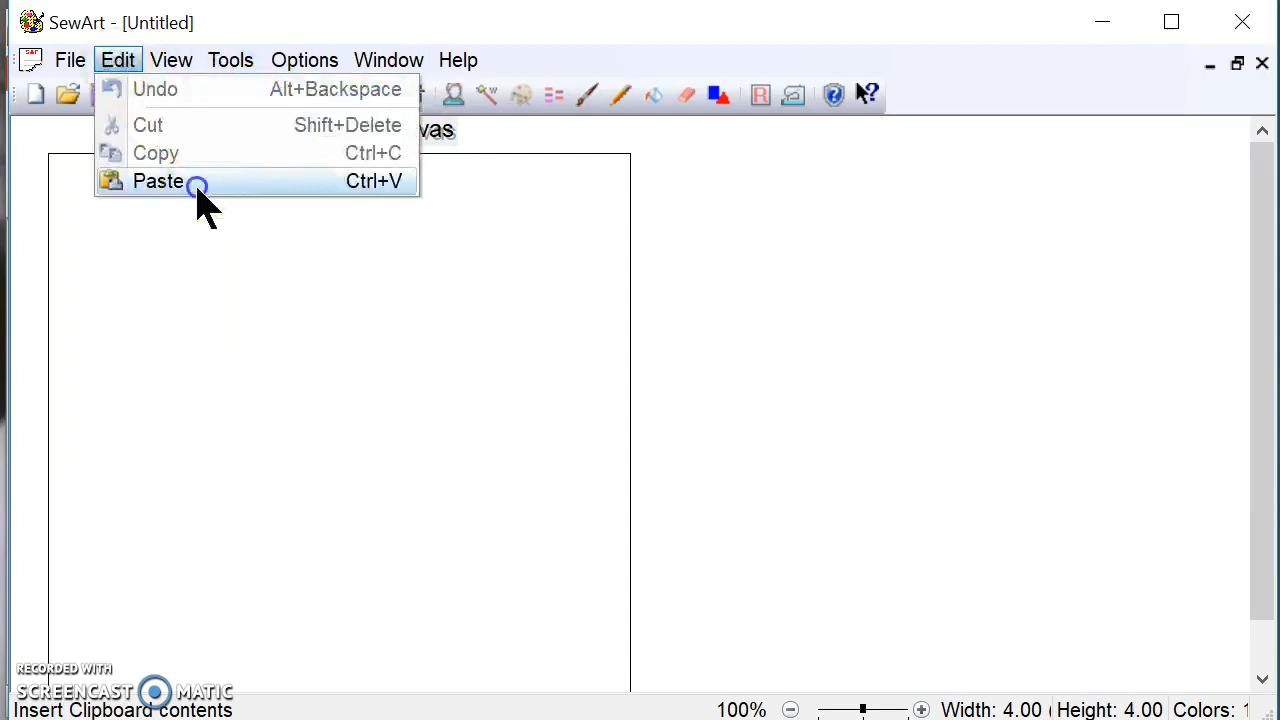 SewArt - [Untitled]
File Edit View Tools Options Window Help
Undo Alt+Backspace
Cut Shift+Delete
Copy Ctrl+C
Paste Ctrl+V
vas
RECORDED WITH
SCREENCAST MATIC
Insert Clipboard contents 100% Width: 4.00 ( Height: 4.00 Colors: 1